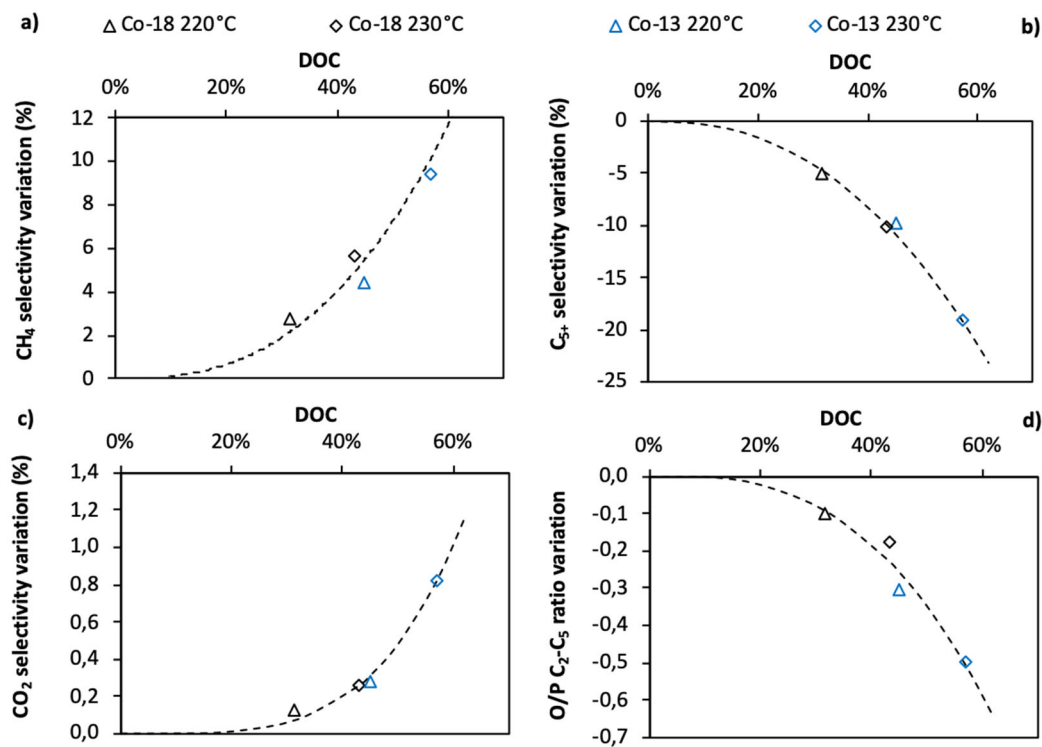 a) Co-18 220°C Co-18 230°C Co-13 220°C Co-13 230°C b)
DOC
0% 20% 40% 60%
CH₄ selectivity variation (%)
12
10
8
6
4
2
0
DOC
0% 20% 40% 60%
C₅₊ selectivity variation (%)
0
-5
-10
-15
-20
-25
c) DOC
0% 20% 40% 60%
CO₂ selectivity variation (%)
1,4
1,2
1,0
0,8
0,6
0,4
0,2
0,0
DOC d)
0% 20% 40% 60%
O/P C₂-C₅ ratio variation
0,0
-0,1
-0,2
-0,3
-0,4
-0,5
-0,6
-0,7